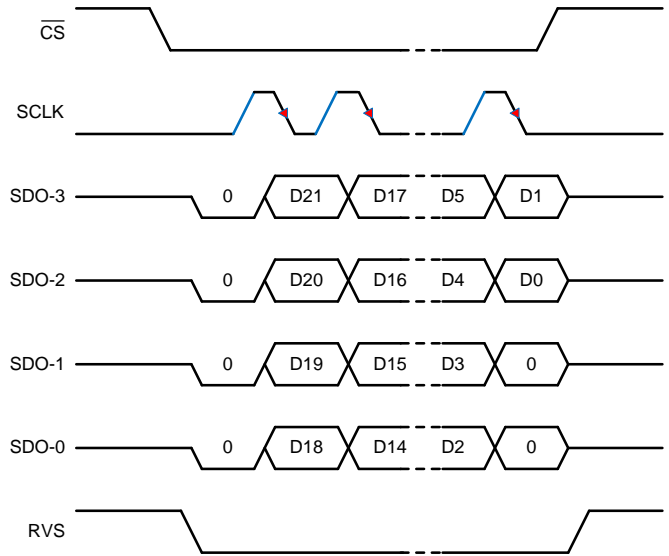 CS
SCLK
SDO-3 0 D21 D17 D5 D1
SDO-2 0 D20 D16 D4 D0
SDO-1 0 D19 D15 D3 0
SDO-0 0 D18 D14 D2 0
RVS